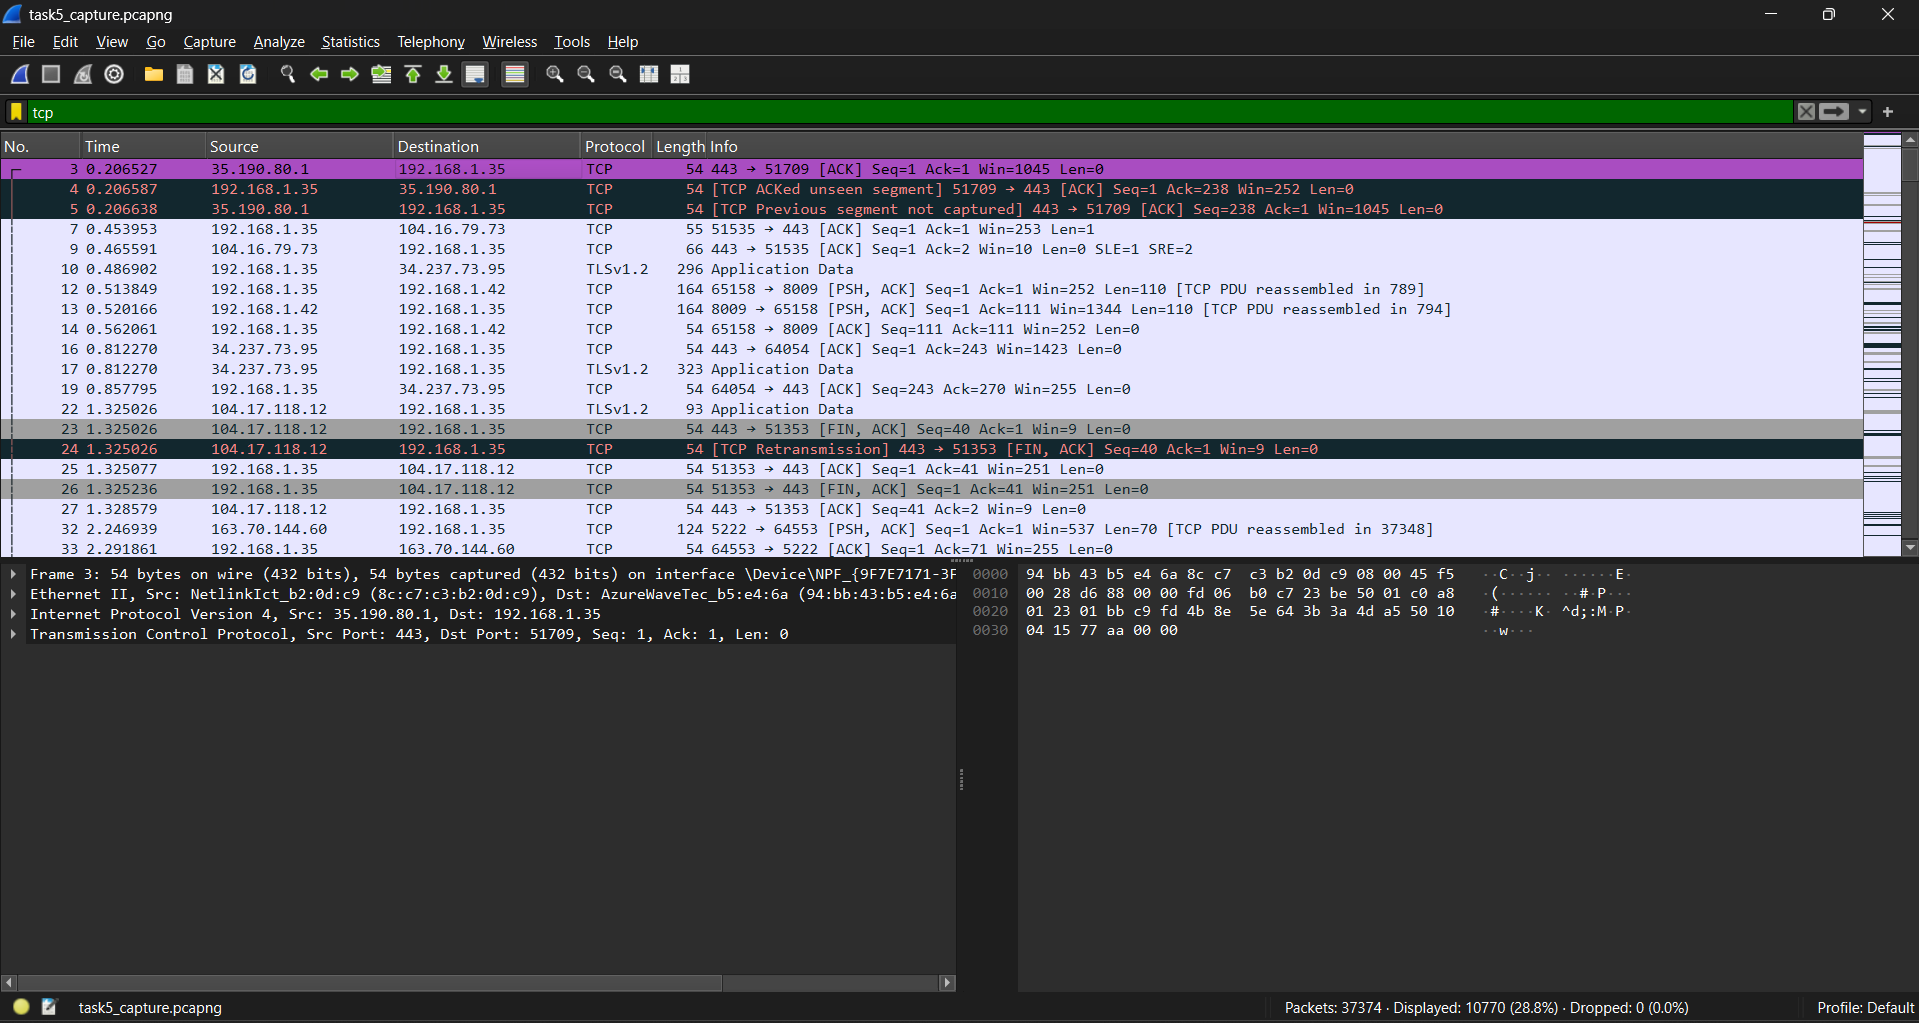 task5_capture.pcapng
File Edit View Go Capture Analyze Statistics Telephony Wireless Tools Help
tcp
No. Time Source Destination Protocol Length Info
3 0.206527 35.190.80.1 192.168.1.35 TCP 54 443 → 51709 [ACK] Seq=1 Ack=1 Win=1045 Len=0
4 0.206587 192.168.1.35 35.190.80.1 TCP 54 [TCP ACKed unseen segment] 51709 → 443 [ACK] Seq=1 Ack=238 Win=252 Len=0
5 0.206638 35.190.80.1 192.168.1.35 TCP 54 [TCP Previous segment not captured] 443 → 51709 [ACK] Seq=238 Ack=1 Win=1045 Len=0
7 0.453953 192.168.1.35 104.16.79.73 TCP 55 51535 → 443 [ACK] Seq=1 Ack=1 Win=253 Len=1
9 0.465591 104.16.79.73 192.168.1.35 TCP 66 443 → 51535 [ACK] Seq=1 Ack=2 Win=10 Len=0 SLE=1 SRE=2
10 0.486902 192.168.1.35 34.237.73.95 TLSv1.2 296 Application Data
12 0.513849 192.168.1.35 192.168.1.42 TCP 164 65158 → 8009 [PSH, ACK] Seq=1 Ack=1 Win=252 Len=110 [TCP PDU reassembled in 789]
13 0.520166 192.168.1.42 192.168.1.35 TCP 164 8009 → 65158 [PSH, ACK] Seq=1 Ack=111 Win=1344 Len=110 [TCP PDU reassembled in 794]
14 0.562061 192.168.1.35 192.168.1.42 TCP 54 65158 → 8009 [ACK] Seq=111 Ack=111 Win=252 Len=0
16 0.812270 34.237.73.95 192.168.1.35 TCP 54 443 → 64054 [ACK] Seq=1 Ack=243 Win=1423 Len=0
17 0.812270 34.237.73.95 192.168.1.35 TLSv1.2 323 Application Data
19 0.857795 192.168.1.35 34.237.73.95 TCP 54 64054 → 443 [ACK] Seq=243 Ack=270 Win=255 Len=0
22 1.325026 104.17.118.12 192.168.1.35 TLSv1.2 93 Application Data
23 1.325026 104.17.118.12 192.168.1.35 TCP 54 443 → 51353 [FIN, ACK] Seq=40 Ack=1 Win=9 Len=0
24 1.325026 104.17.118.12 192.168.1.35 TCP 54 [TCP Retransmission] 443 → 51353 [FIN, ACK] Seq=40 Ack=1 Win=9 Len=0
25 1.325077 192.168.1.35 104.17.118.12 TCP 54 51353 → 443 [ACK] Seq=1 Ack=41 Win=251 Len=0
26 1.325236 192.168.1.35 104.17.118.12 TCP 54 51353 → 443 [FIN, ACK] Seq=1 Ack=41 Win=251 Len=0
27 1.328579 104.17.118.12 192.168.1.35 TCP 54 443 → 51353 [ACK] Seq=41 Ack=2 Win=9 Len=0
32 2.246939 163.70.144.60 192.168.1.35 TCP 124 5222 → 64553 [PSH, ACK] Seq=1 Ack=1 Win=537 Len=70 [TCP PDU reassembled in 37348]
33 2.291861 192.168.1.35 163.70.144.60 TCP 54 64553 → 5222 [ACK] Seq=1 Ack=71 Win=255 Len=0
Frame 3: 54 bytes on wire (432 bits), 54 bytes captured (432 bits) on interface \Device\NPF_{9F7E7171-3F
Ethernet II, Src: NetlinkIct_b2:0d:c9 (8c:c7:c3:b2:0d:c9), Dst: AzureWaveTec_b5:e4:6a (94:bb:43:b5:e4:6a
Internet Protocol Version 4, Src: 35.190.80.1, Dst: 192.168.1.35
Transmission Control Protocol, Src Port: 443, Dst Port: 51709, Seq: 1, Ack: 1, Len: 0
0000 94 bb 43 b5 e4 6a 8c c7 c3 b2 0d c9 08 00 45 f5 ··C··j·· ······E·
0010 00 28 d6 88 00 00 fd 06 b0 c7 23 be 50 01 c0 a8 ·(······ ··#·P···
0020 01 23 01 bb c9 fd 4b 8e 5e 64 3b 3a 4d a5 50 10 ·#····K· ^d;:M·P·
0030 04 15 77 aa 00 00 ··w···
task5_capture.pcapng
Packets: 37374 · Displayed: 10770 (28.8%) · Dropped: 0 (0.0%)
Profile: Default